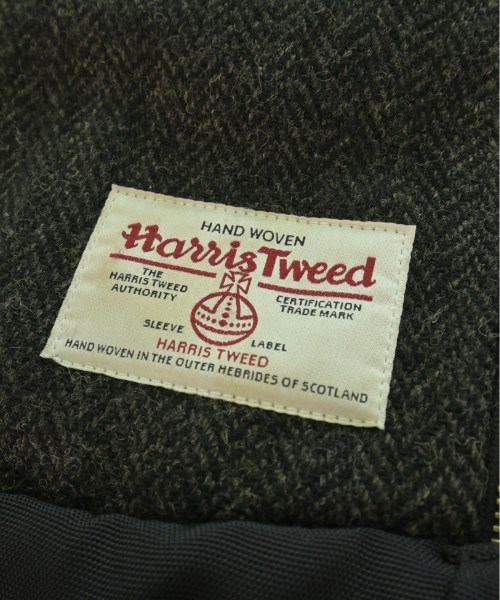 HAND WOVEN
Harris Tweed
THE
HARRIS TWEED
AUTHORITY
CERTIFICATION
TRADE MARK
SLEEVE LABEL
HARRIS TWEED
HAND WOVEN IN THE OUTER HEBRIDES OF SCOTLAND